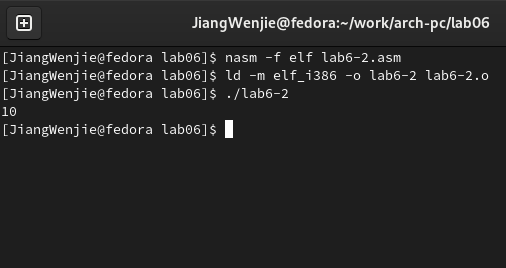 JiangWenjie@fedora:~/work/arch-pc/lab06
[JiangWenjie@fedora lab06]$ nasm -f elf lab6-2.asm
[JiangWenjie@fedora lab06]$ ld -m elf_i386 -o lab6-2 lab6-2.o
[JiangWenjie@fedora lab06]$ ./lab6-2
10
[JiangWenjie@fedora lab06]$